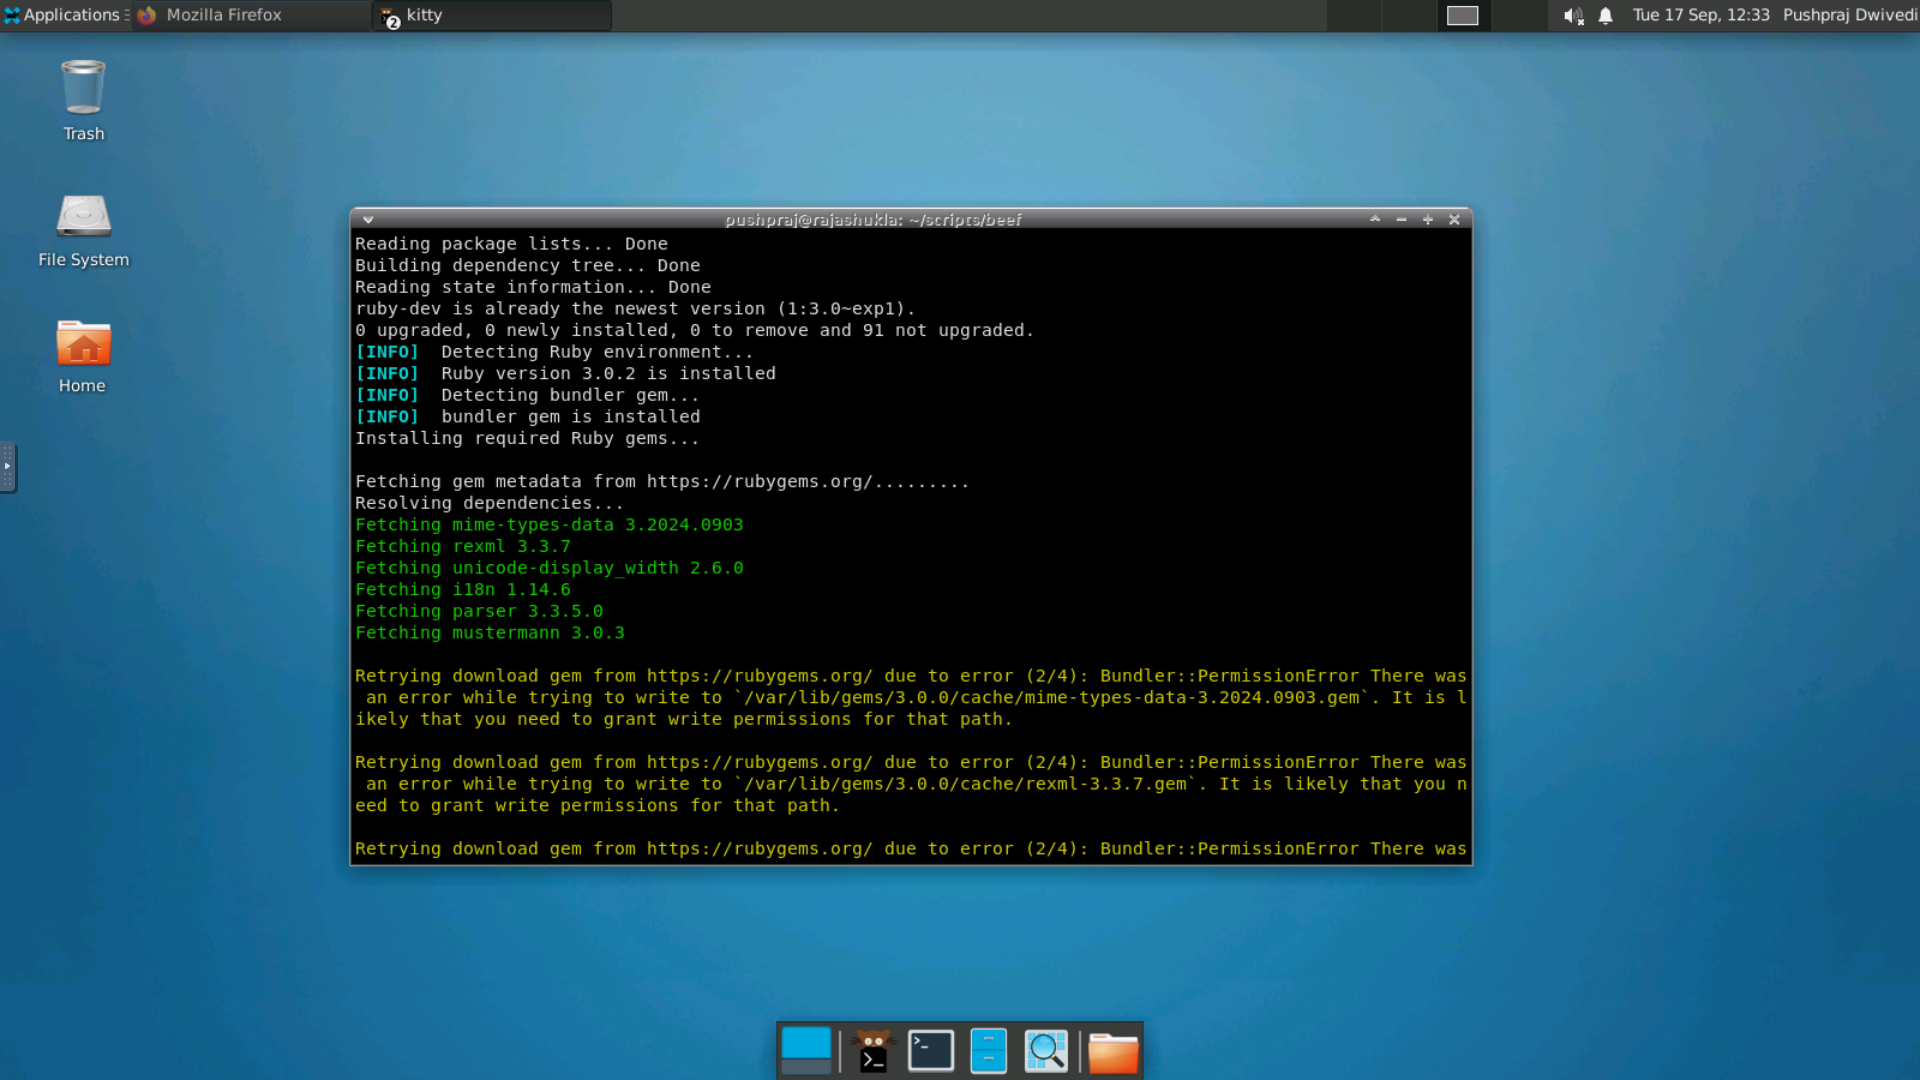 Applications
Mozilla Firefox
2
kitty
Tue 17 Sep, 12:33
Pushpraj Dwivedi
Trash
File System
Home
pushpraj@rajashukla: ~/scripts/beef
Reading package lists... Done
Building dependency tree... Done
Reading state information... Done
ruby-dev is already the newest version (1:3.0~exp1).
0 upgraded, 0 newly installed, 0 to remove and 91 not upgraded.
[INFO]  Detecting Ruby environment...
[INFO]  Ruby version 3.0.2 is installed
[INFO]  Detecting bundler gem...
[INFO]  bundler gem is installed
Installing required Ruby gems...
Fetching gem metadata from https://rubygems.org/.........
Resolving dependencies...
Fetching mime-types-data 3.2024.0903
Fetching rexml 3.3.7
Fetching unicode-display_width 2.6.0
Fetching i18n 1.14.6
Fetching parser 3.3.5.0
Fetching mustermann 3.0.3
Retrying download gem from https://rubygems.org/ due to error (2/4): Bundler::PermissionError There was
an error while trying to write to `/var/lib/gems/3.0.0/cache/mime-types-data-3.2024.0903.gem`. It is l
ikely that you need to grant write permissions for that path.
Retrying download gem from https://rubygems.org/ due to error (2/4): Bundler::PermissionError There was
an error while trying to write to `/var/lib/gems/3.0.0/cache/rexml-3.3.7.gem`. It is likely that you n
eed to grant write permissions for that path.
Retrying download gem from https://rubygems.org/ due to error (2/4): Bundler::PermissionError There was